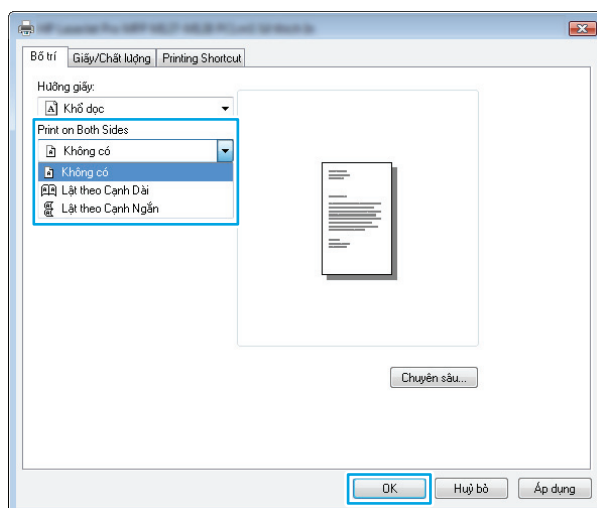 Bố trí
Giấy/Chất lượng
Printing Shortcut
Hướng giấy:
Khổ dọc
Print on Both Sides
Không có
Không có
Lật theo Cạnh Dài
Lật theo Cạnh Ngắn
Chuyên sâu...
OK
Huỷ bỏ
Áp dụng